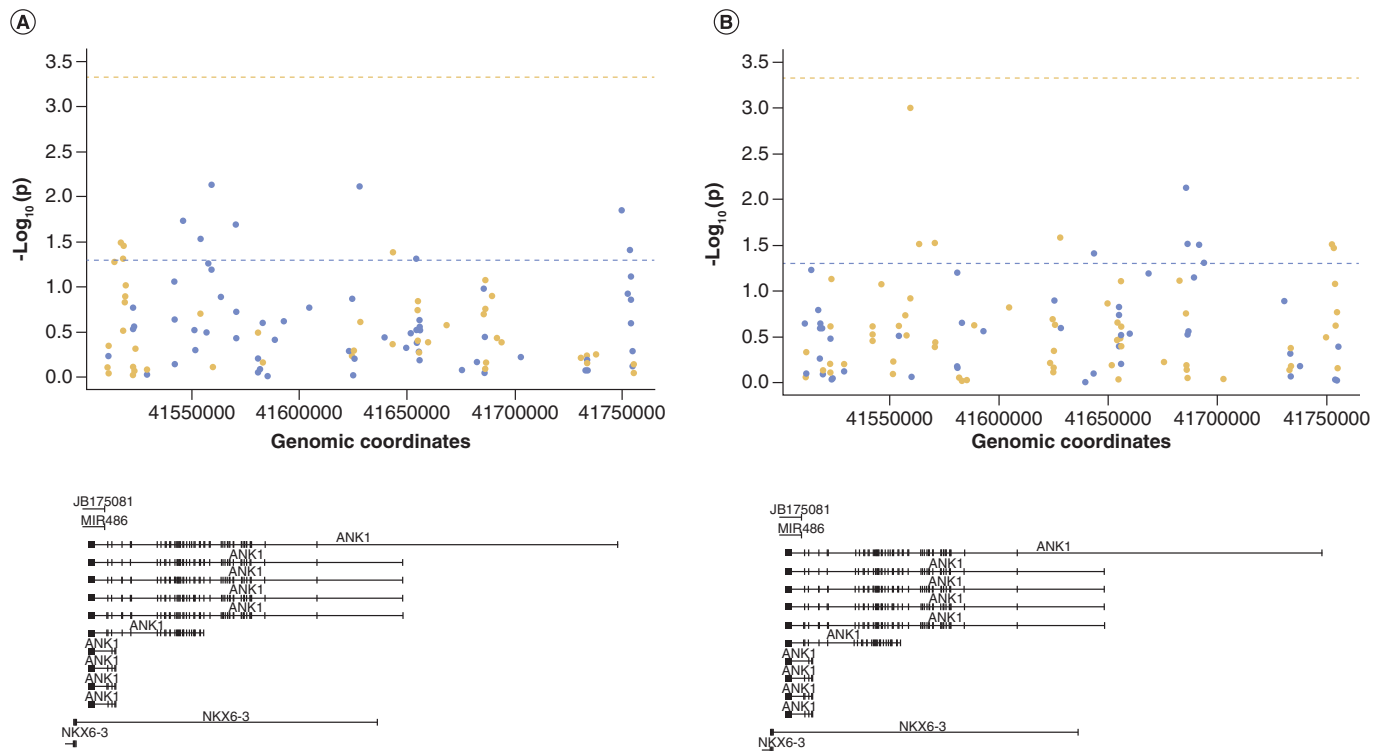 A
3.5
3.0
2.5
2.0
1.5
1.0
0.5
0.0
-Log10 (p)
41550000 41600000 41650000 41700000 41750000
Genomic coordinates
JB175081
MIR486
ANK1
ANK1
ANK1
ANK1
ANK1
ANK1
ANK1
ANK1
ANK1
ANK1
NKX6-3
NKX6-3
B
3.5
3.0
2.5
2.0
1.5
1.0
0.5
0.0
-Log10 (p)
41550000 41600000 41650000 41700000 41750000
Genomic coordinates
JB175081
MIR486
ANK1
ANK1
ANK1
ANK1
ANK1
ANK1
ANK1
ANK1
ANK1
ANK1
NKX6-3
NKX6-3